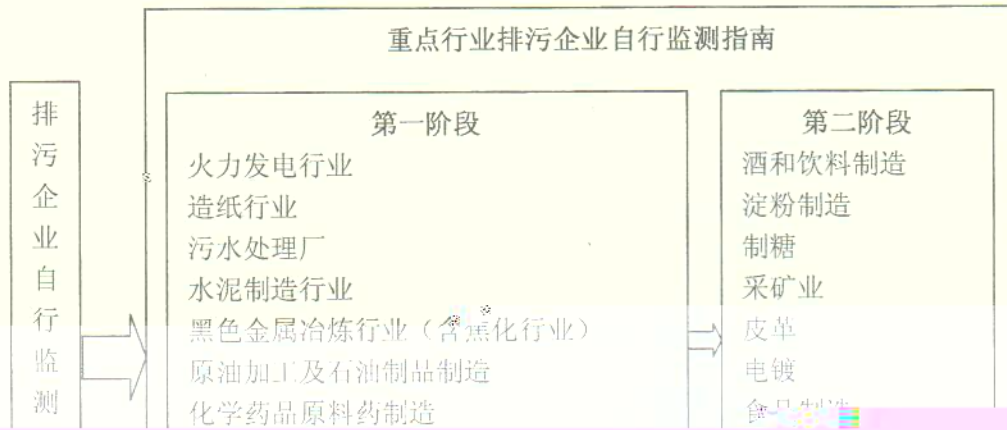 重点行业排污企业自行监测指南
排污企业自行监测
第一阶段
火力发电行业
造纸行业
污水处理厂
水泥制造行业
黑色金属冶炼行业（含焦化行业）
原油加工及石油制品制造
化学药品原料药制造
第二阶段
酒和饮料制造
淀粉制造
制糖
采矿业
皮革
电镀
食品制造